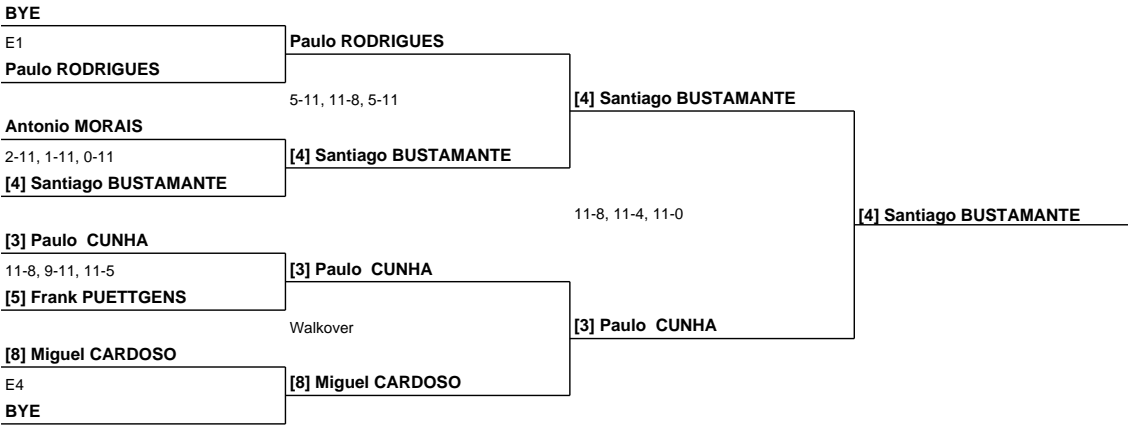 BYE
E1
Paulo RODRIGUES
Paulo RODRIGUES
5-11, 11-8, 5-11
[4] Santiago BUSTAMANTE
Antonio MORAIS
2-11, 1-11, 0-11
[4] Santiago BUSTAMANTE
[4] Santiago BUSTAMANTE
11-8, 11-4, 11-0
[4] Santiago BUSTAMANTE
[3] Paulo  CUNHA
11-8, 9-11, 11-5
[3] Paulo  CUNHA
[5] Frank PUETTGENS
Walkover
[3] Paulo  CUNHA
[8] Miguel CARDOSO
E4
[8] Miguel CARDOSO
BYE